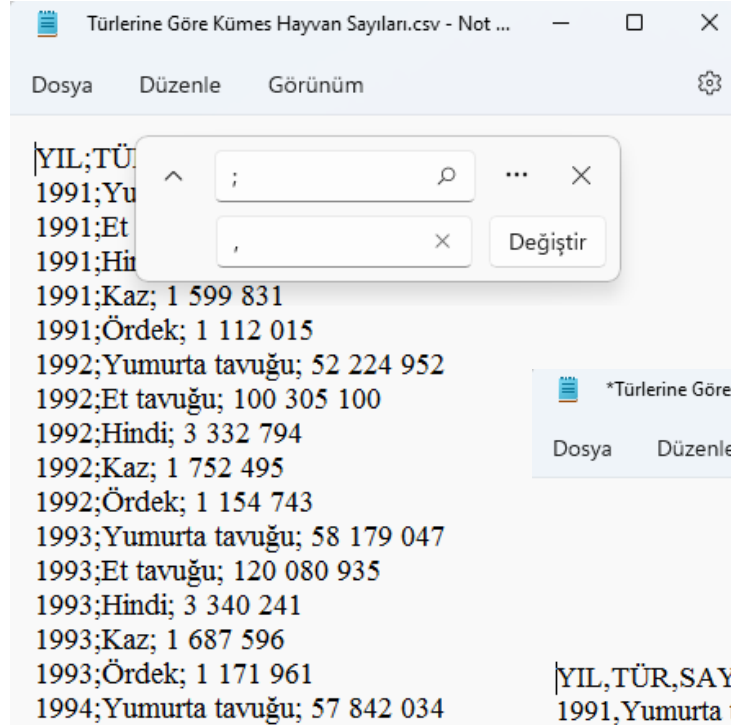 Türlerine Göre Kümes Hayvan Sayıları.csv - Not ...
Dosya Düzenle Görünüm
YIL;TÜ
;
1991;Yu
1991;Et
, Değiştir
1991;Hin
1991;Kaz; 1 599 831
1991;Ördek; 1 112 015
1992;Yumurta tavuğu; 52 224 952
1992;Et tavuğu; 100 305 100
1992;Hindi; 3 332 794
1992;Kaz; 1 752 495
1992;Ördek; 1 154 743
1993;Yumurta tavuğu; 58 179 047
1993;Et tavuğu; 120 080 935
1993;Hindi; 3 340 241
1993;Kaz; 1 687 596
1993;Ördek; 1 171 961
1994;Yumurta tavuğu; 57 842 034
*Türlerine Göre
Dosya Düzenle
YIL,TÜR,SAY
1991,Yumurta